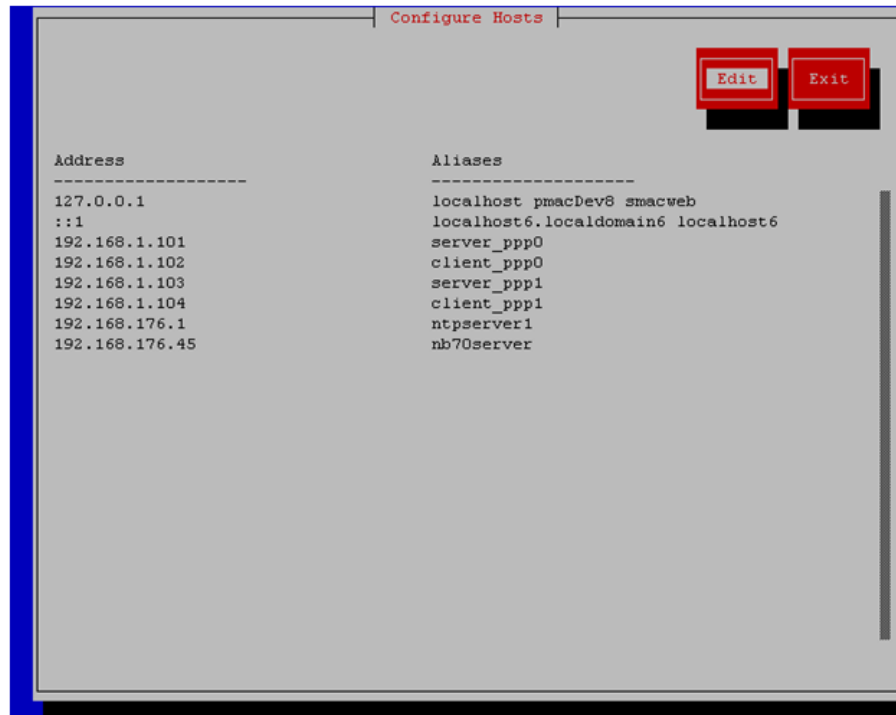 Configure Hosts
Edit Exit
Address Aliases
------------------- --------------------
127.0.0.1 localhost pmacDev8 smacweb
::1 localhost6.localdomain6 localhost6
192.168.1.101 server_ppp0
192.168.1.102 client_ppp0
192.168.1.103 server_ppp1
192.168.1.104 client_ppp1
192.168.176.1 ntpserver1
192.168.176.45 nb70server